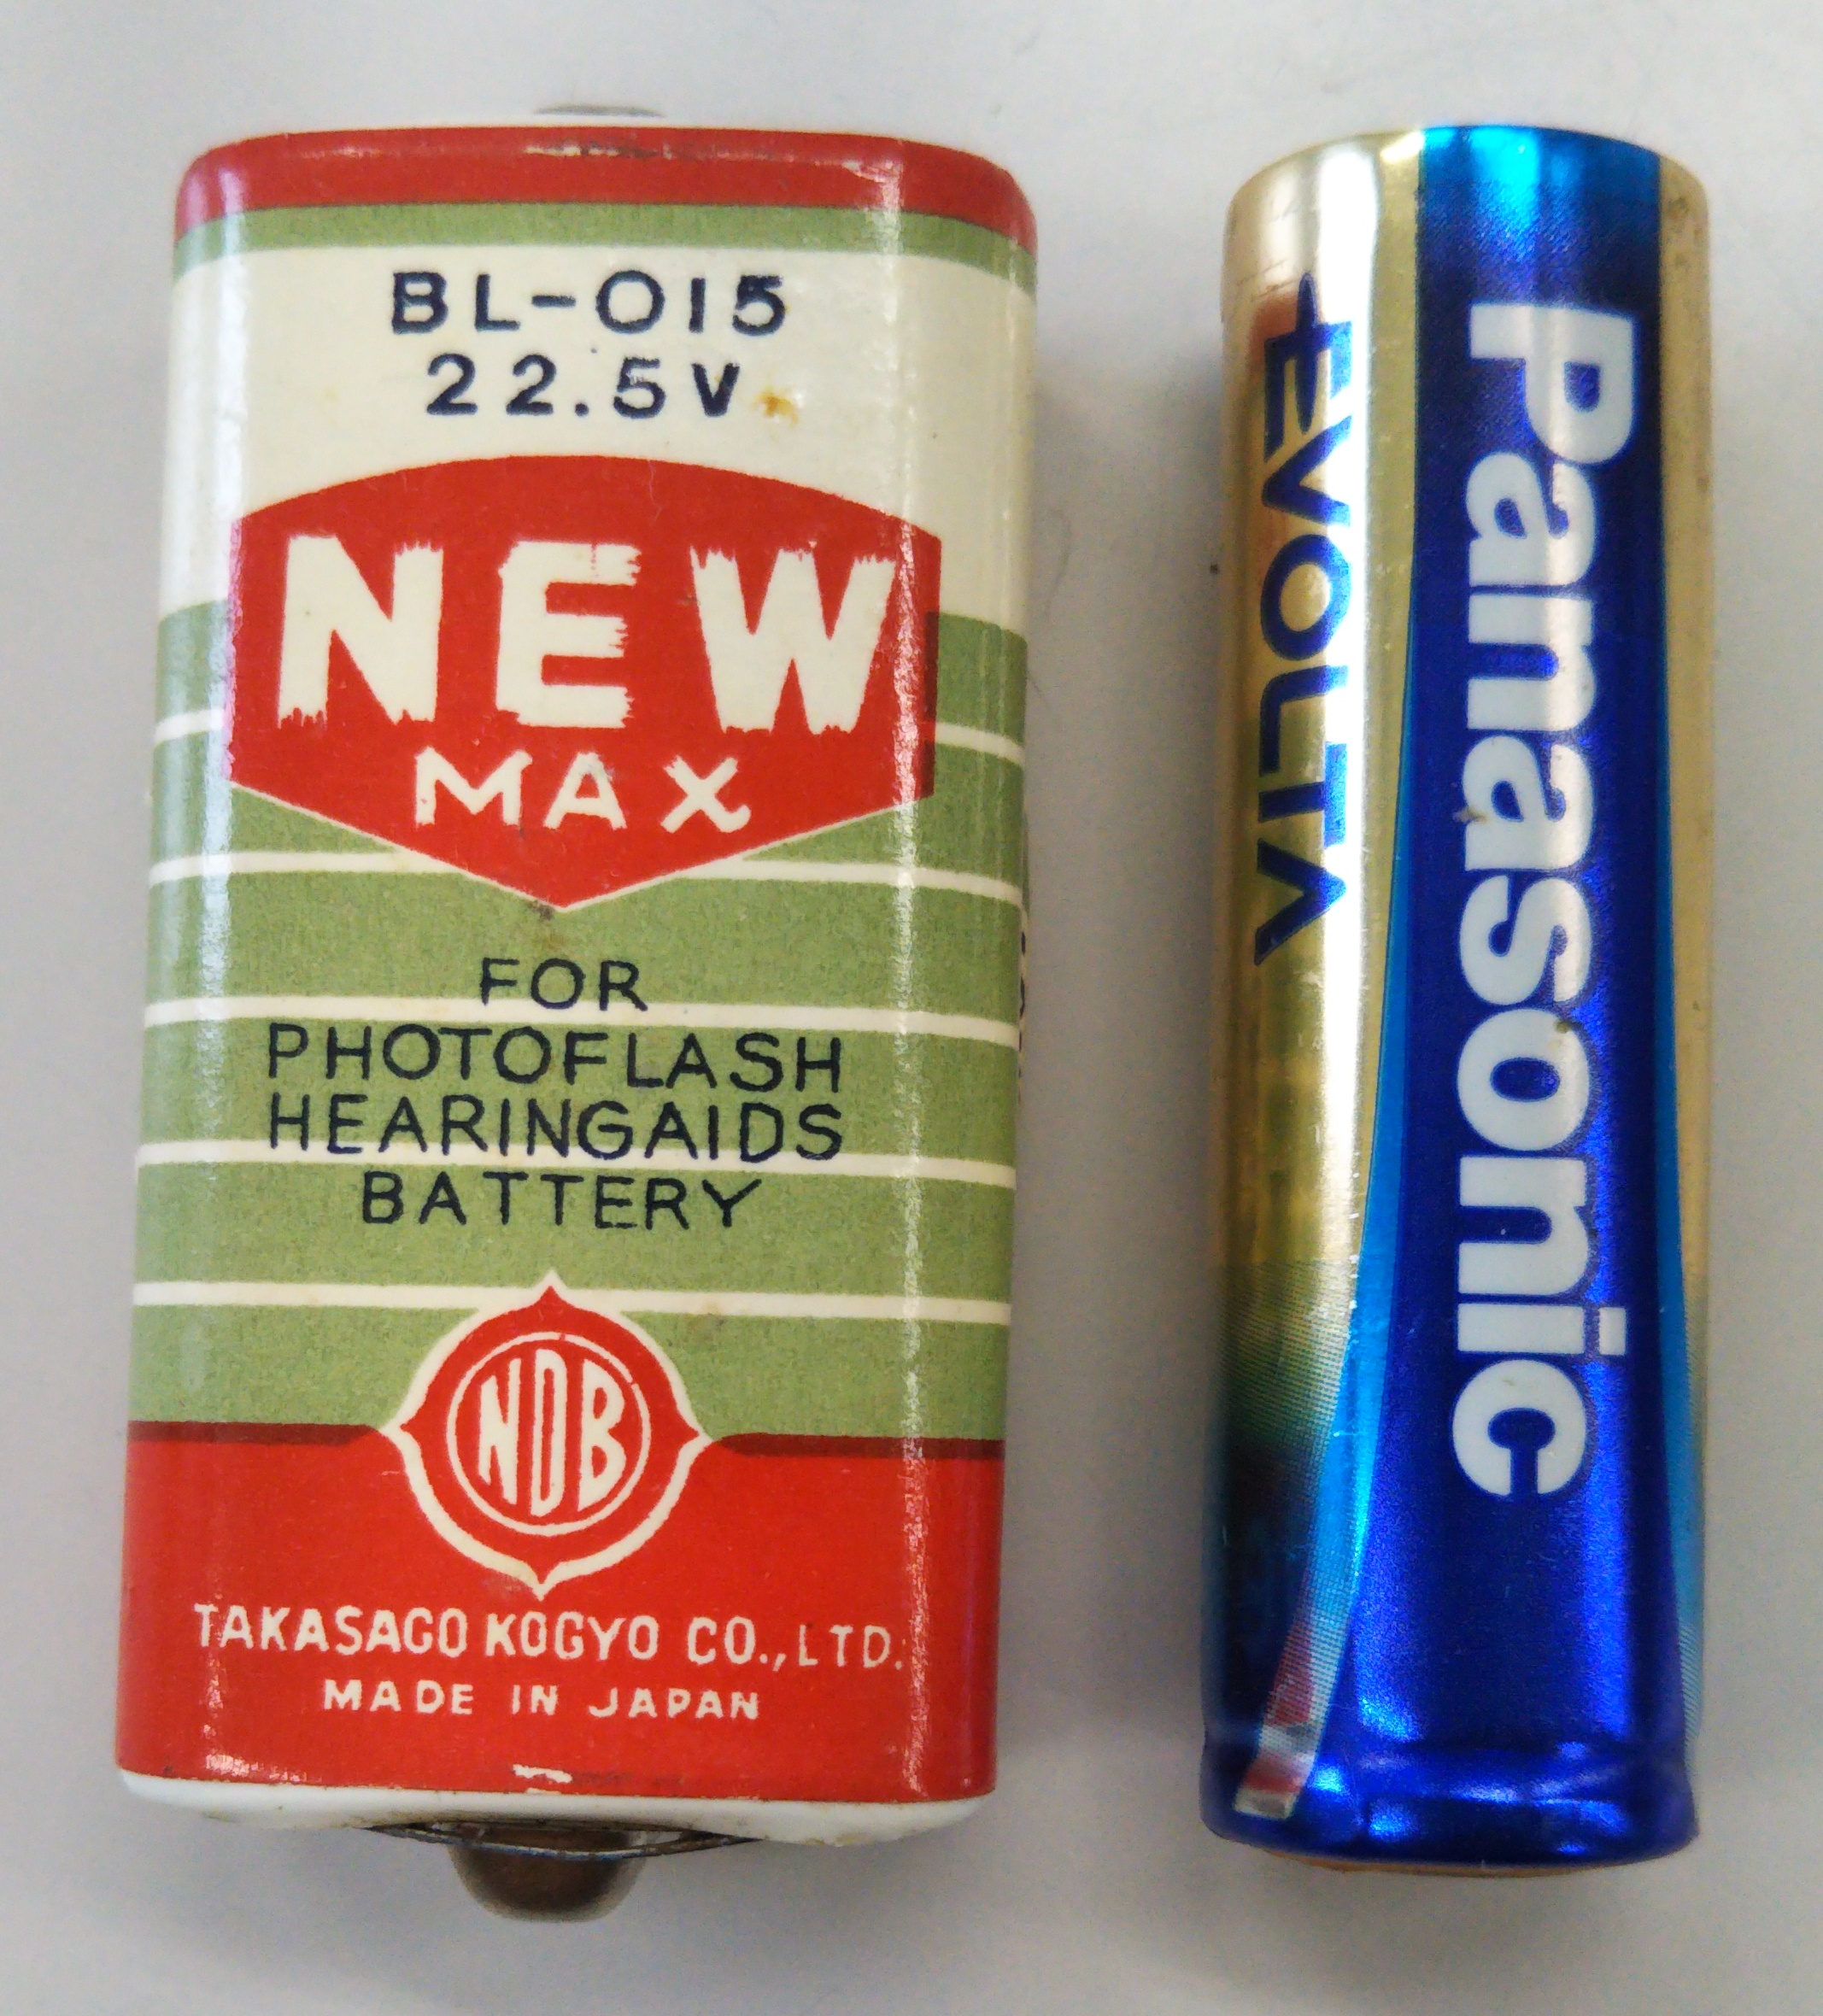 BL-015
22.5V
NEW
MAX
FOR
PHOTOFLASH
HEARINGAIDS
BATTERY
NDB
TAKASAGO KOGYO CO.,LTD.
MADE IN JAPAN
Panasonic
EVOLTA